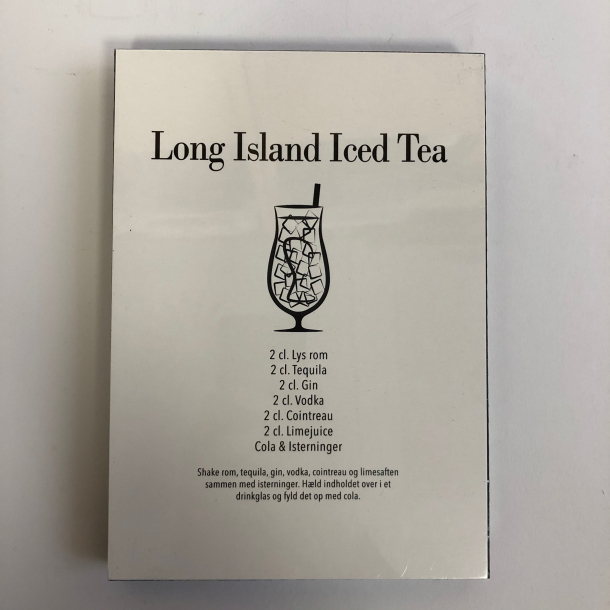 Long Island Iced Tea
2 cl. Lys rom
2 cl. Tequila
2 cl. Gin
2 cl. Vodka
2 cl. Cointreau
2 cl. Limejuice
Cola & Isterninger
Shake rom, tequila, gin, vodka, cointreau og limesaften
sammen med isterninger. Hæld indholdet over i et
drinkglas og fyld det op med cola.